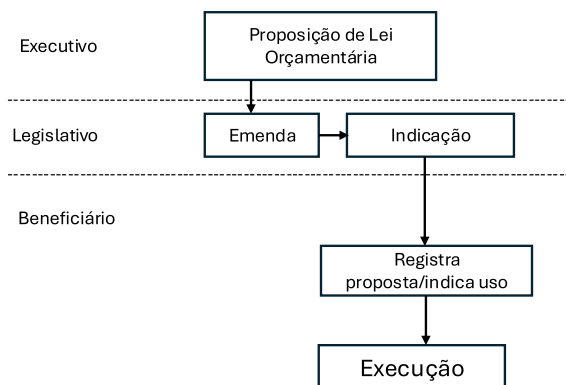 Executivo
Proposição de Lei
Orçamentária
Legislativo
Emenda
Indicação
Beneficiário
Registra
proposta/indica uso
Execução